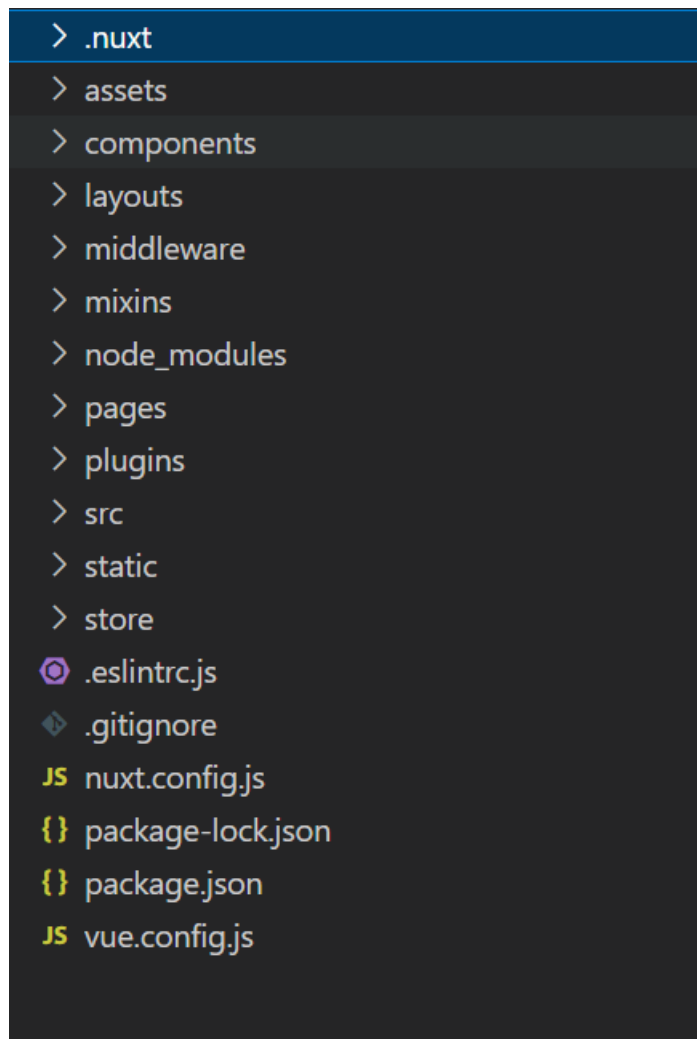 .nuxt
assets
components
layouts
middleware
mixins
node_modules
pages
plugins
src
static
store
.eslintrc.js
.gitignore
JS nuxt.config.js
{} package-lock.json
{} package.json
JS vue.config.js